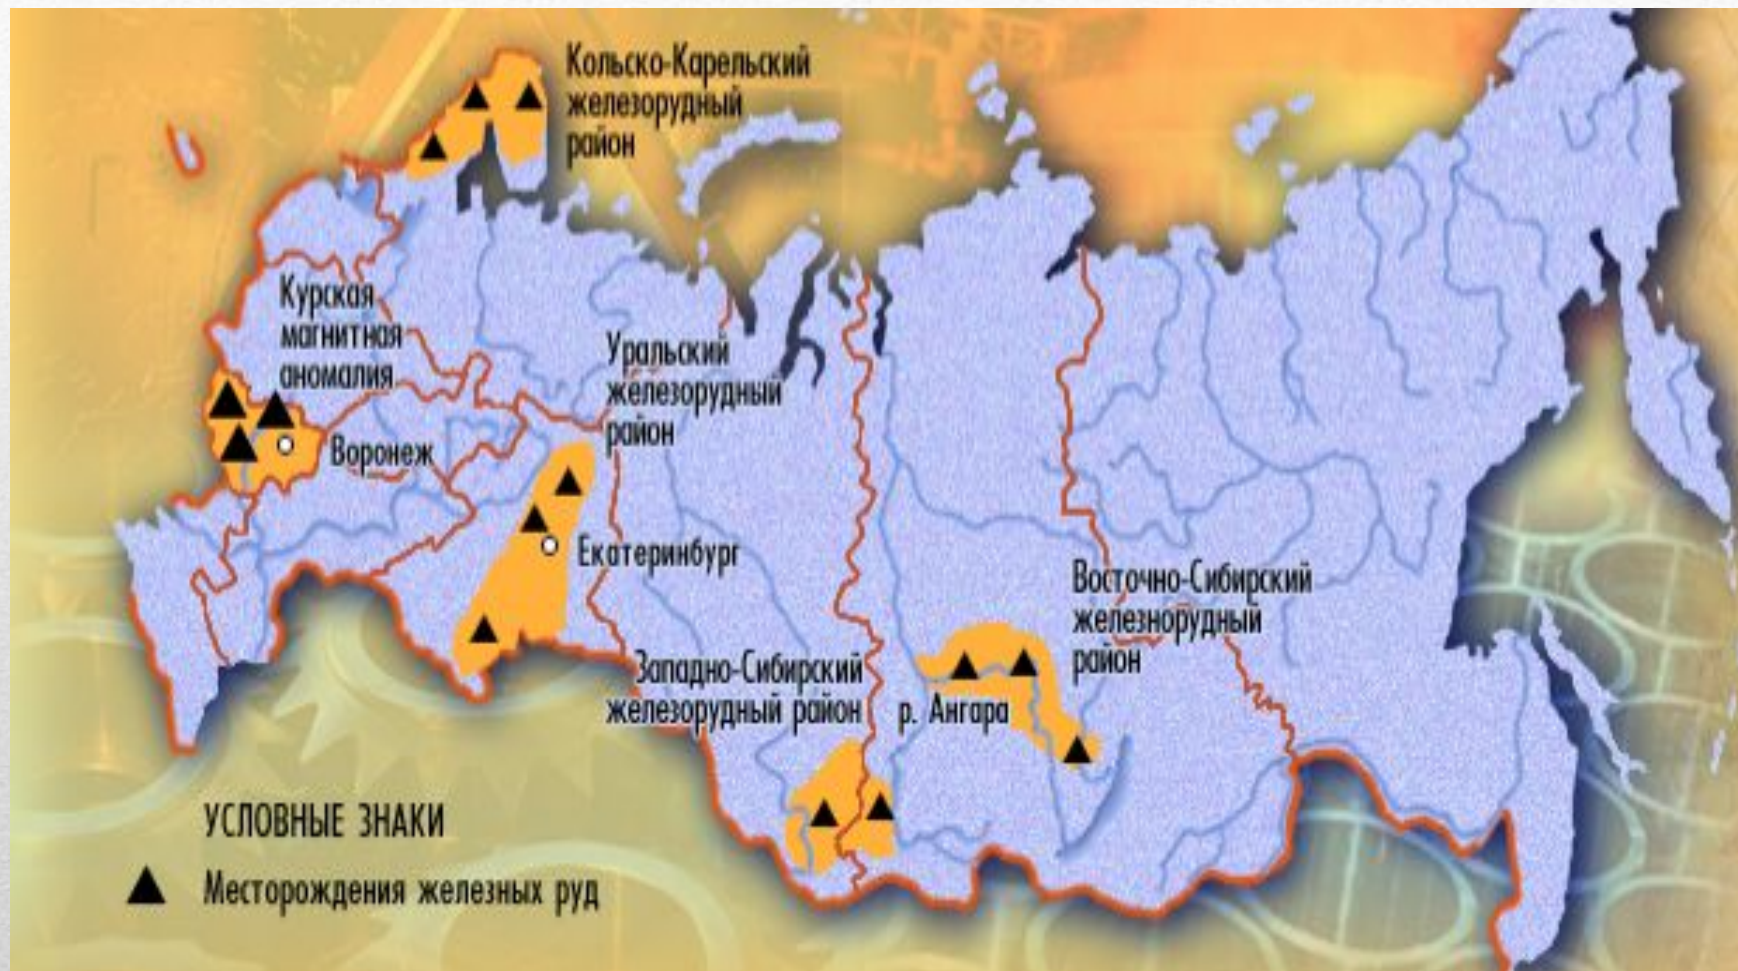 Кольско-Карельский
железорудный
район
Курская
магнитная
аномалия
Уральский
железорудный
район
Воронеж
Екатеринбург
Восточно-Сибирский
железнорудный
район
Западно-Сибирский
железорудный район
р. Ангара
УСЛОВНЫЕ ЗНАКИ
Месторождения железных руд